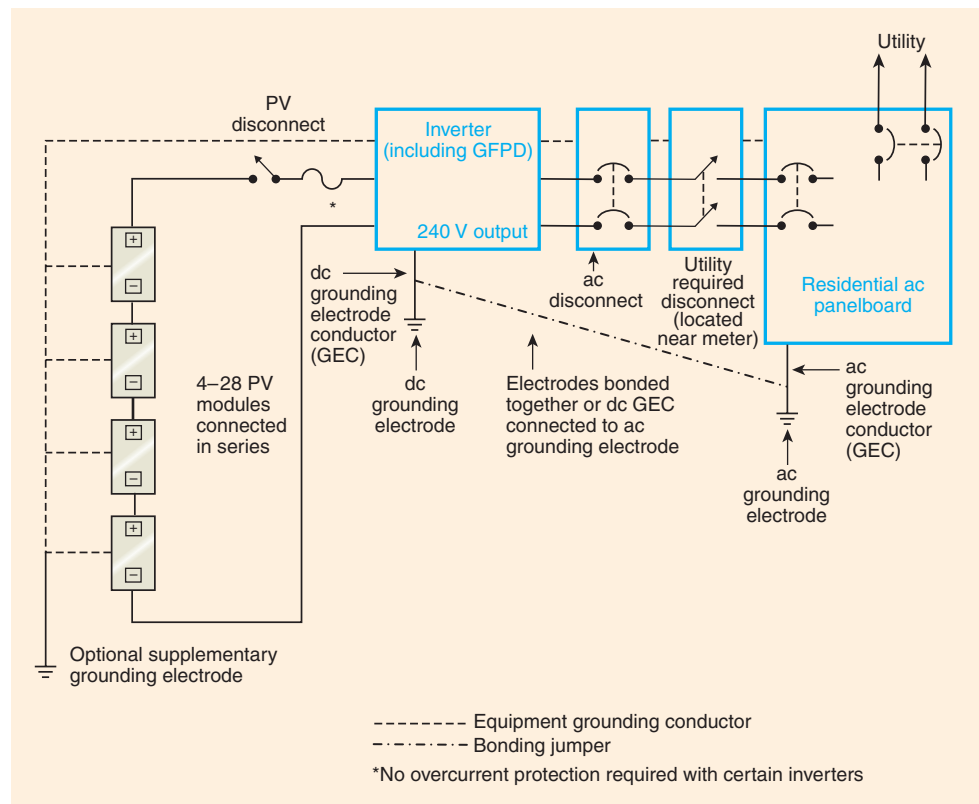 Utility
PV
disconnect
Inverter
(including GFPD)
*
240 V output
+
−
+
−
+
−
+
−
4–28 PV
modules
connected
in series
dc
grounding
electrode
conductor
(GEC)
dc
grounding
electrode
ac
disconnect
Utility
required
disconnect
(located
near meter)
Residential ac
panelboard
Electrodes bonded
together or dc GEC
connected to ac
grounding electrode
ac
grounding
electrode
conductor
(GEC)
ac
grounding
electrode
Optional supplementary
grounding electrode
Equipment grounding conductor
Bonding jumper
*No overcurrent protection required with certain inverters